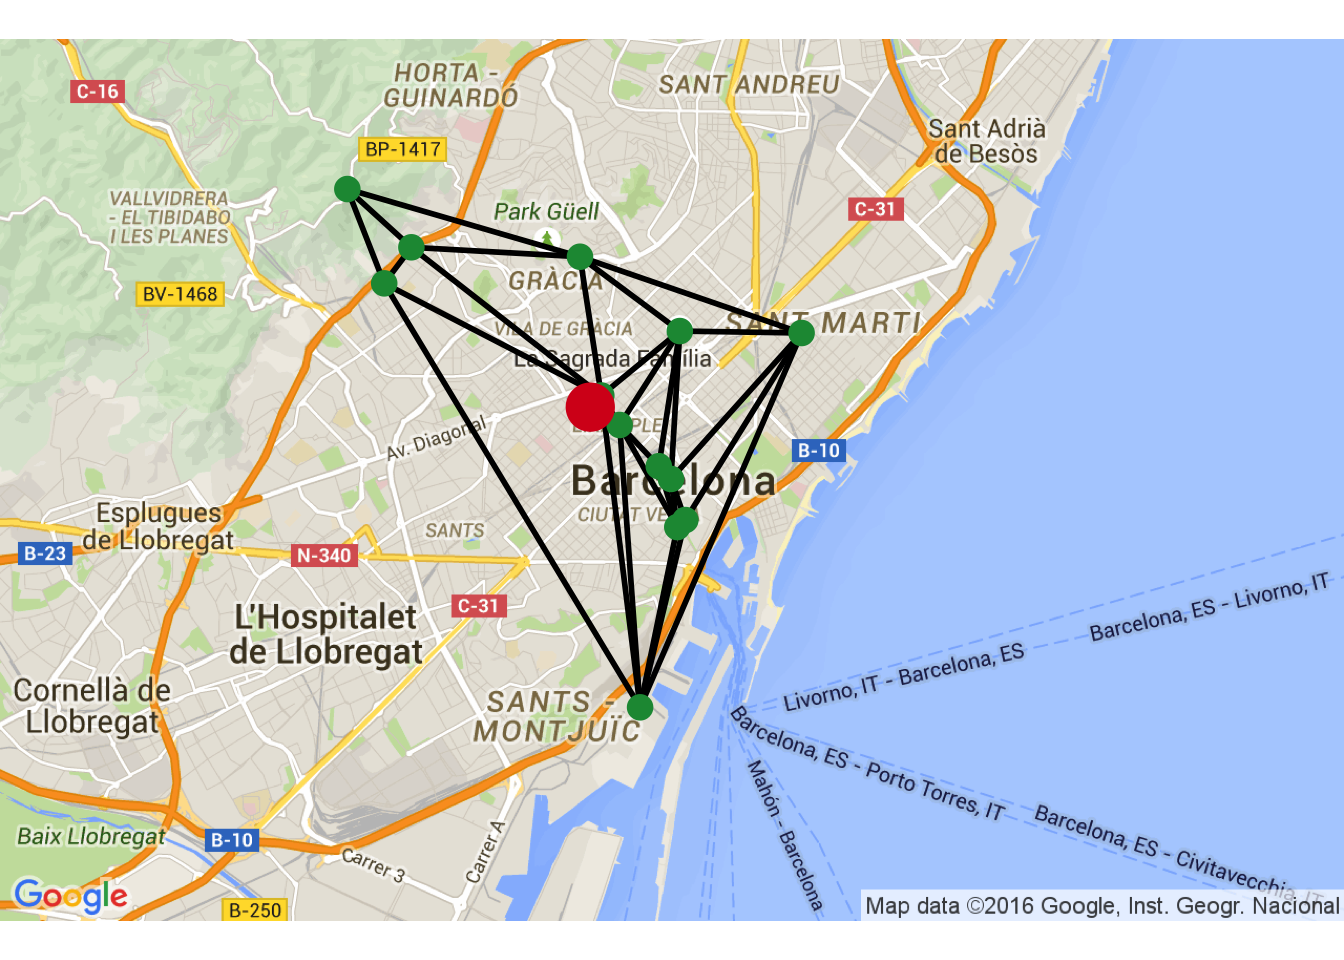 HORTA -
GUINARDÓ
SANT ANDREU
C-16
Sant Adrià
de Besòs
BP-1417
VALLVIDRERA
- EL TIBIDABO
I LES PLANES
Park Güell
C-31
GRÀCIA
BV-1468
VILA DE GRÀCIA
SANT MARTI
La Sagrada Família
Av. Diagonal
B-10
Barcelona
CIUTAT VE
Esplugues
de Llobregat
SANTS
B-23
N-340
C-31
L'Hospitalet
de Llobregat
Barcelona, ES - Livorno, IT
Livorno, IT - Barcelona, ES
Cornellà de
Llobregat
SANTS -
MONTJUÏC
Barcelona, ES - Porto Torres, IT
Mahón - Barcelona
Barcelona, ES - Civitavecchia, IT
Baix Llobregat
B-10
Carrer 3
Carrer A
Google
B-250
Map data ©2016 Google, Inst. Geogr. Nacional